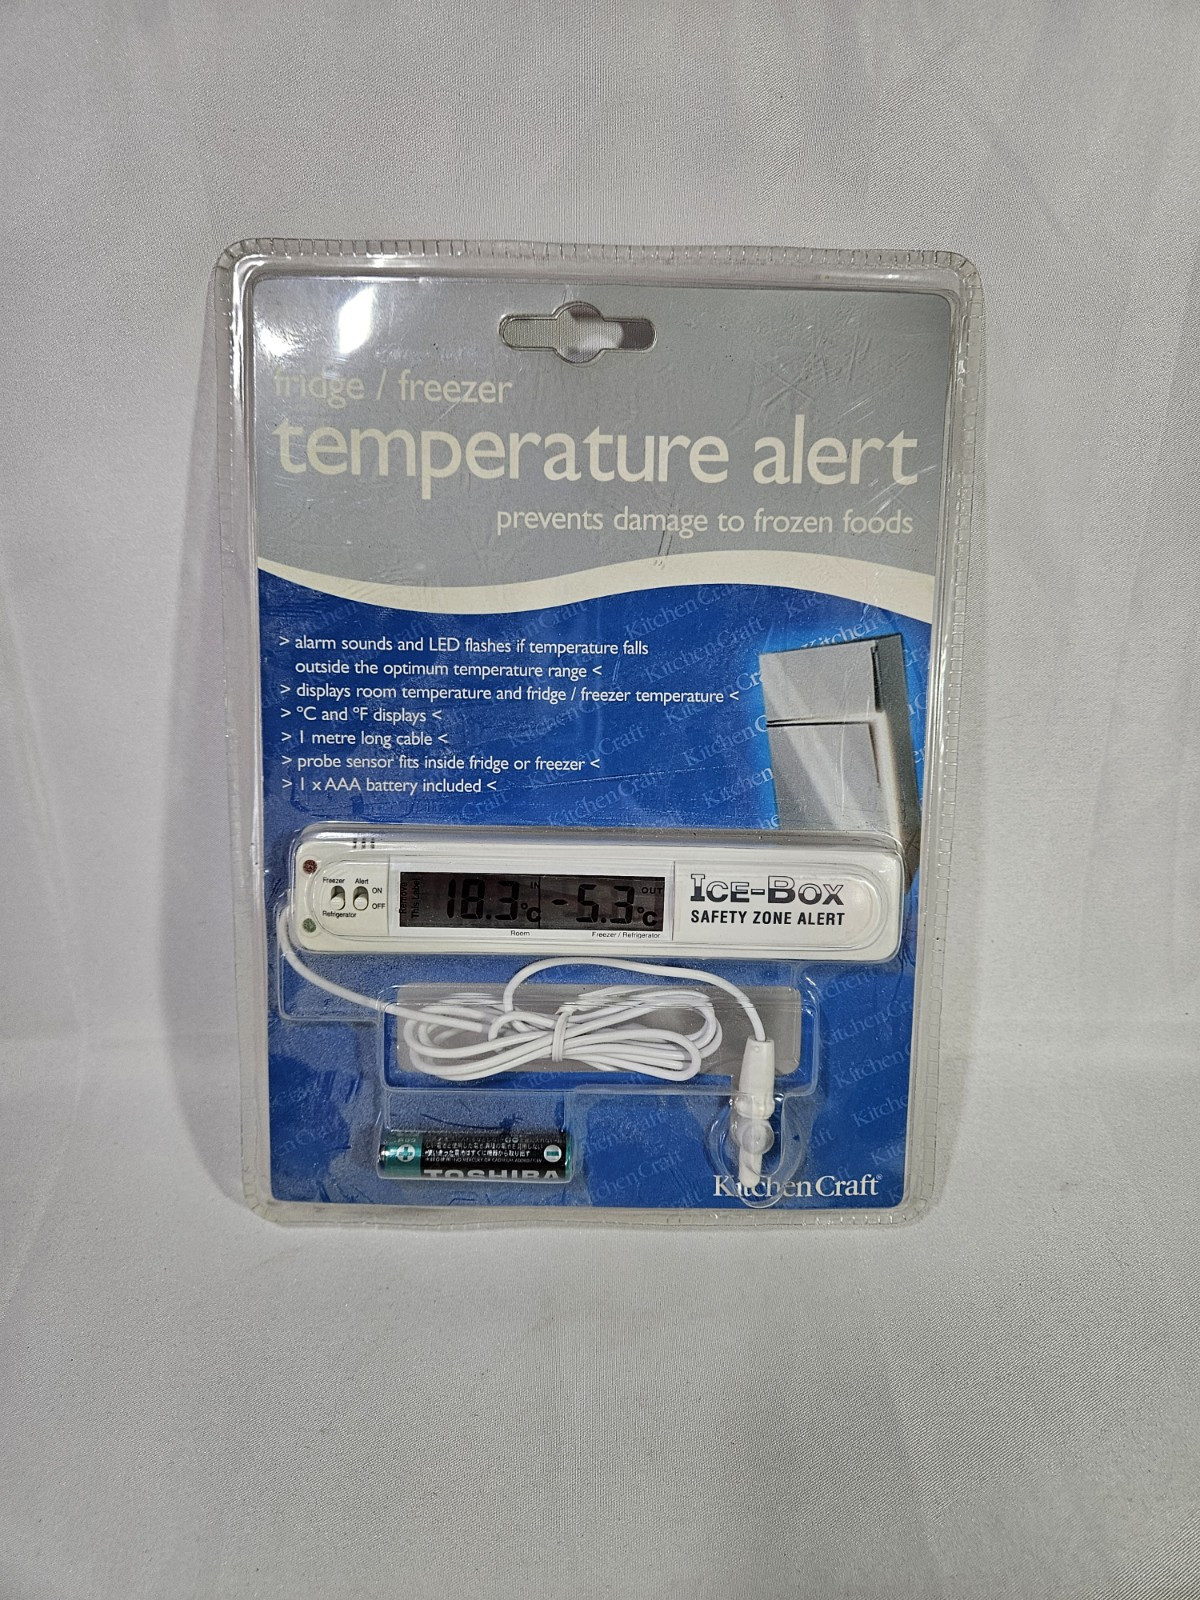 fridge / freezer
temperature alert
prevents damage to frozen foods
> alarm sounds and LED flashes if temperature falls
outside the optimum temperature range <
> displays room temperature and fridge / freezer temperature <
> °C and °F displays <
> 1 metre long cable <
> probe sensor fits inside fridge or freezer <
> 1 x AAA battery included <
Freezer Alert
ON
OFF
Refrigerator
Remove
This Label
18.3°C IN
-5.3°C OUT
Room
Freezer / Refrigerator
ICE-BOX
SAFETY ZONE ALERT
TOSHIBA
KitchenCraft®